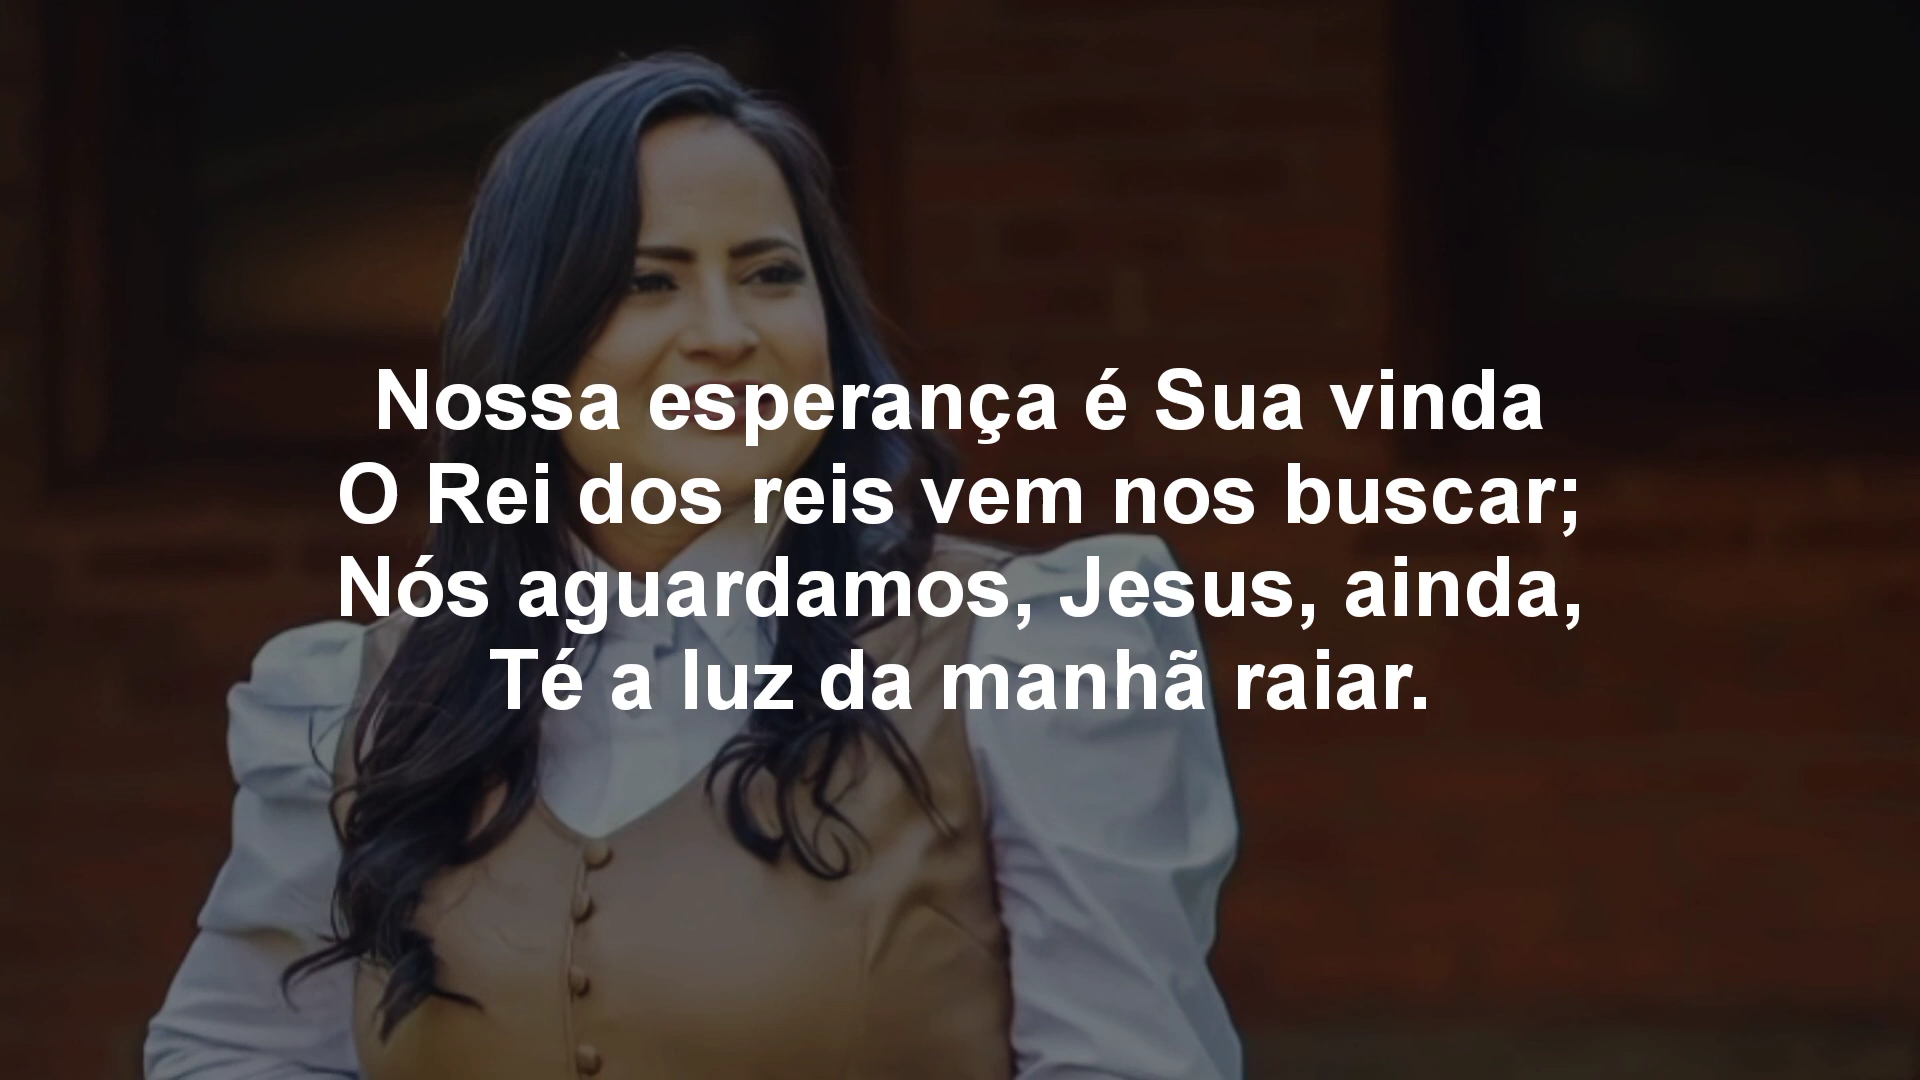 Nossa esperança é Sua vinda
O Rei dos reis vem nos buscar;
Nós aguardamos, Jesus, ainda,
Té a luz da manhã raiar.